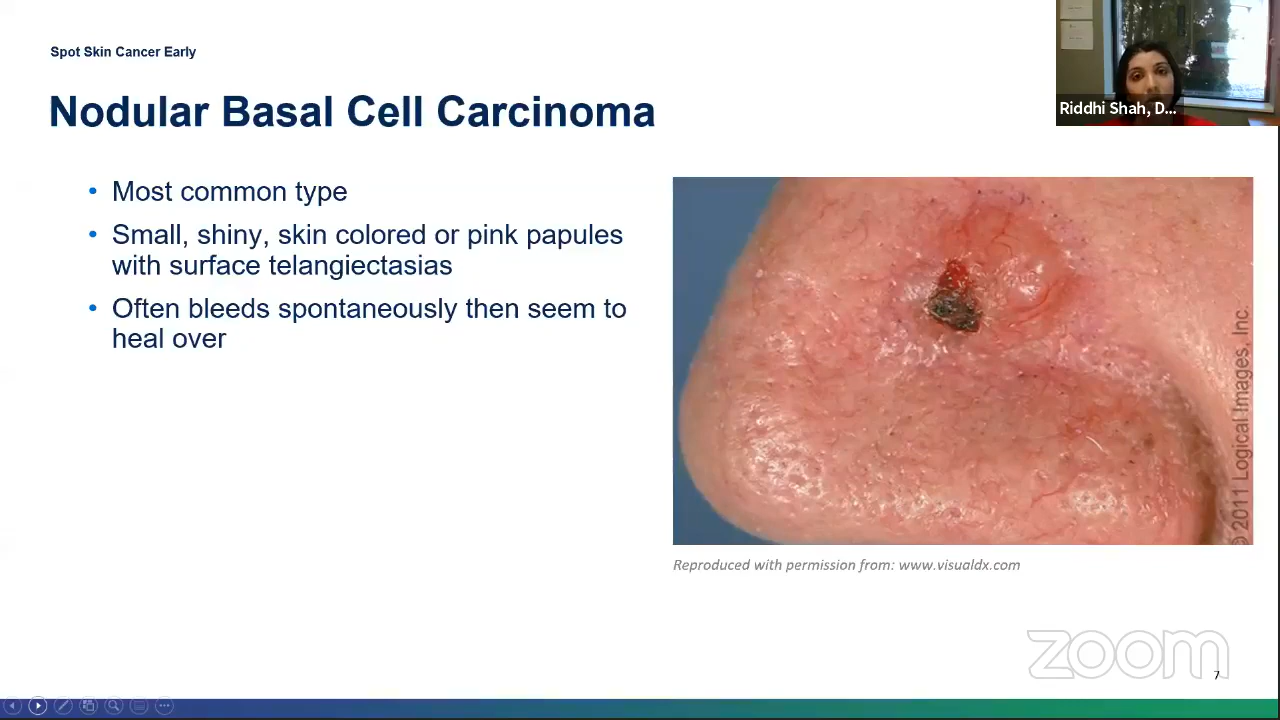 Spot Skin Cancer Early
Riddhi Shah, D...
Nodular Basal Cell Carcinoma
• Most common type
• Small, shiny, skin colored or pink papules
with surface telangiectasias
• Often bleeds spontaneously then seem to
heal over
© 2011 Logical Images, Inc.
Reproduced with permission from: www.visualdx.com
zoom
7